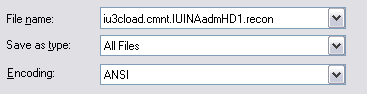 File name: iu3cload.cmnt.IUINAadmHD1.recon
Save as type: All Files
Encoding: ANSI